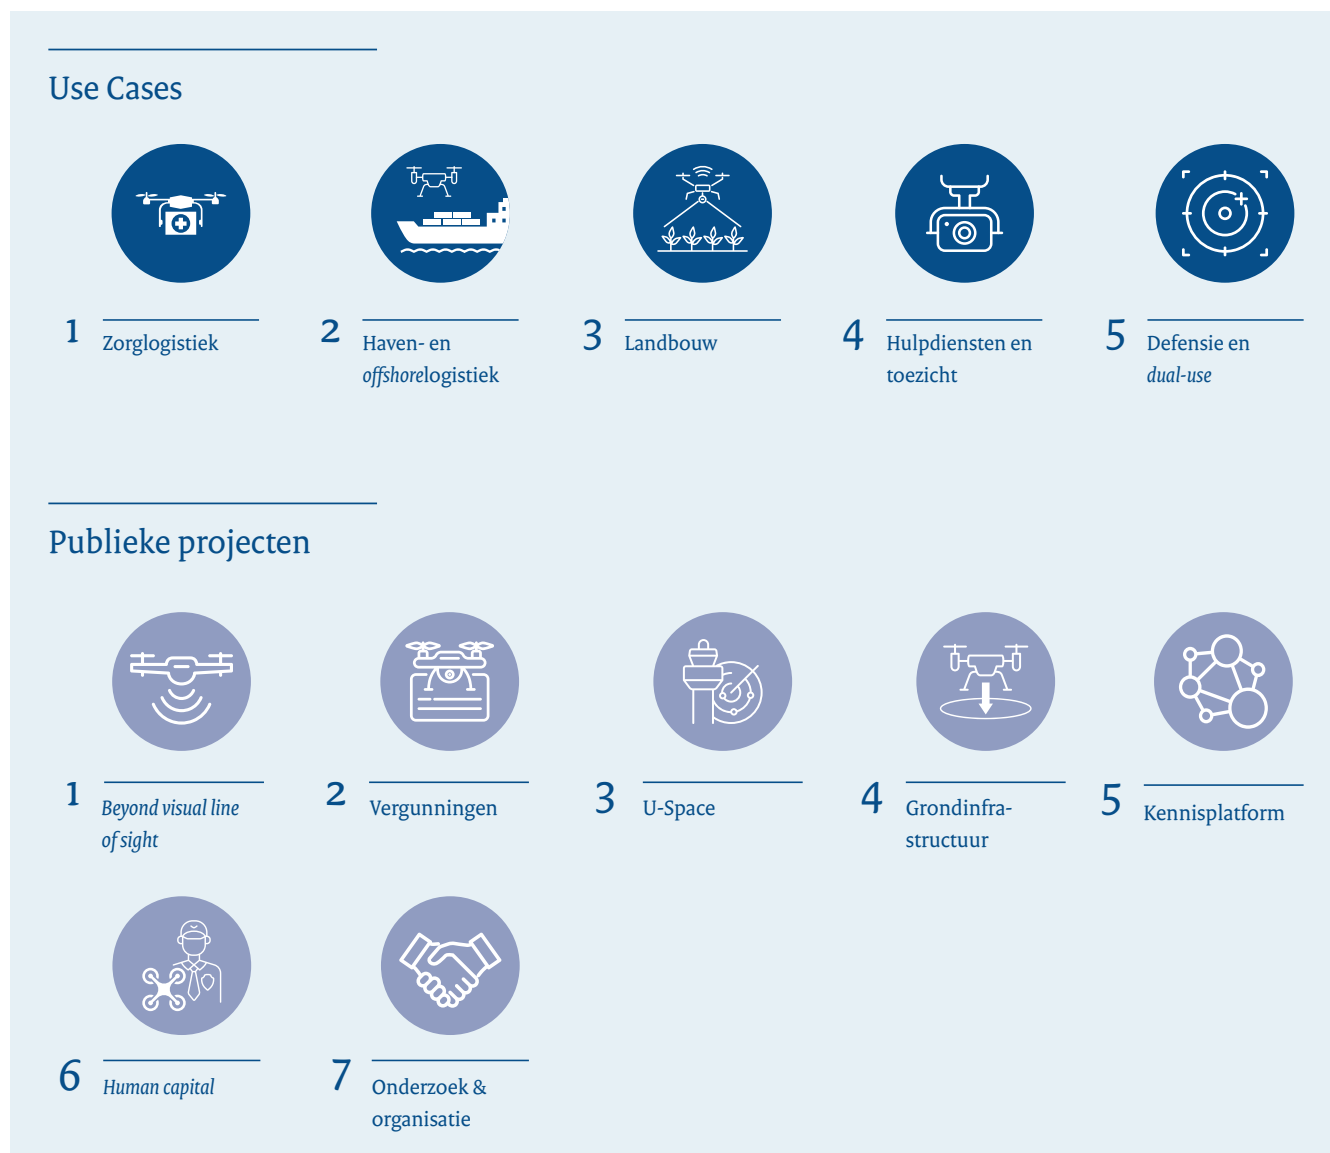 Use Cases
1 Zorglogistiek
2 Haven- en
offshorelogistiek
3 Landbouw
4 Hulpdiensten en
toezicht
5 Defensie en
dual-use
Publieke projecten
1 Beyond visual line
of sight
2 Vergunningen
3 U-Space
4 Grondinfra-
structuur
5 Kennisplatform
6 Human capital
7 Onderzoek &
organisatie